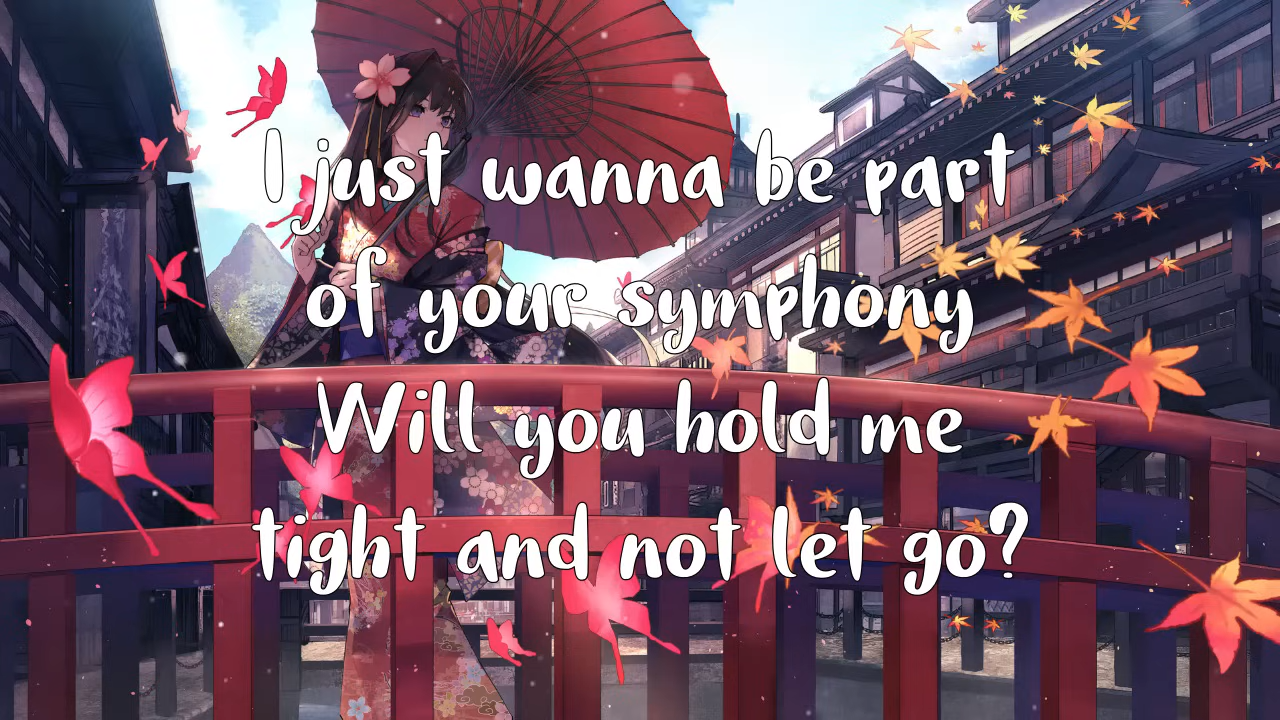 I just wanna be part
of your symphony
Will you hold me
tight and not let go?